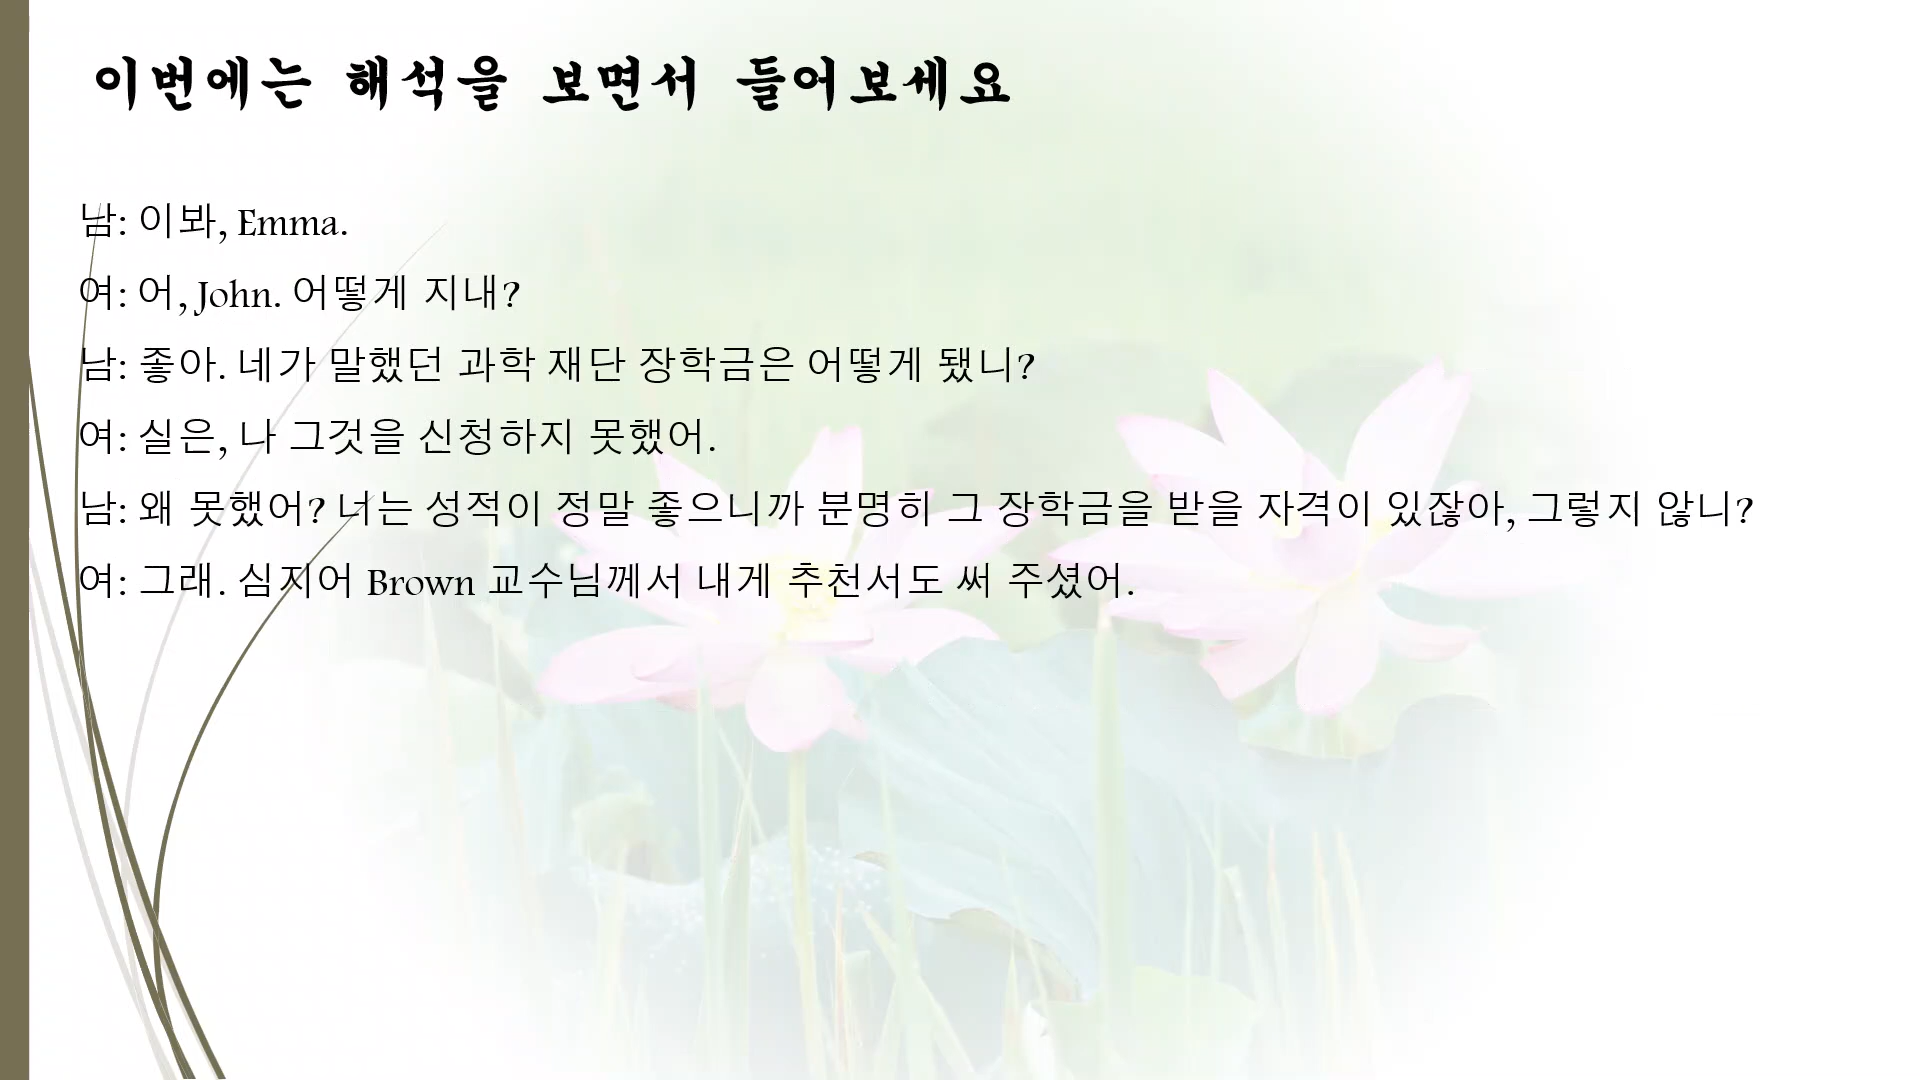 이번에는 해석을 보면서 들어보세요
남: 이봐, Emma.
여: 어, John. 어떻게 지내?
남: 좋아. 네가 말했던 과학 재단 장학금은 어떻게 됐니?
여: 실은, 나 그것을 신청하지 못했어.
남: 왜 못했어? 너는 성적이 정말 좋으니까 분명히 그 장학금을 받을 자격이 있잖아, 그렇지 않니?
여: 그래. 심지어 Brown 교수님께서 내게 추천서도 써 주셨어.